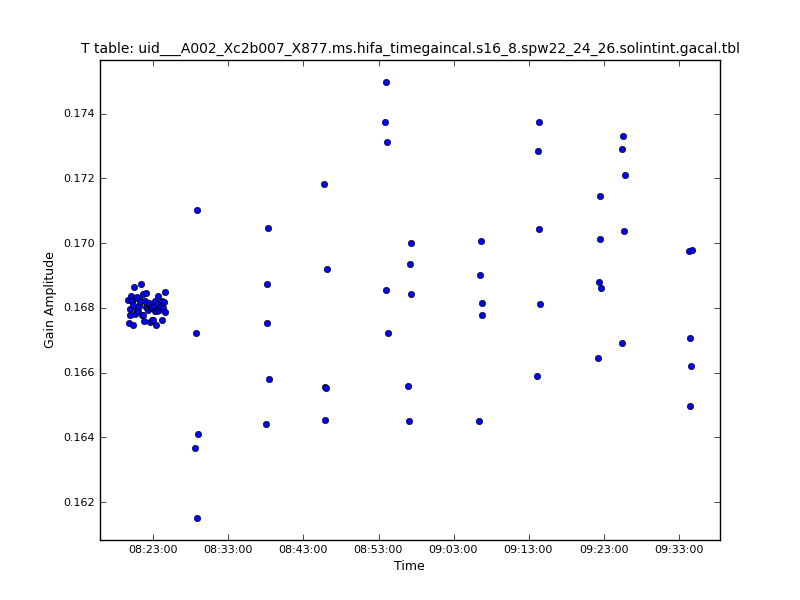 T table: uid___A002_Xc2b007_X877.ms.hifa_timegaincal.s16_8.spw22_24_26.solintint.gacal.tbl
0.174
0.172
0.170
0.168
0.166
0.164
0.162
Gain Amplitude
08:23:00 08:33:00 08:43:00 08:53:00 09:03:00 09:13:00 09:23:00 09:33:00
Time